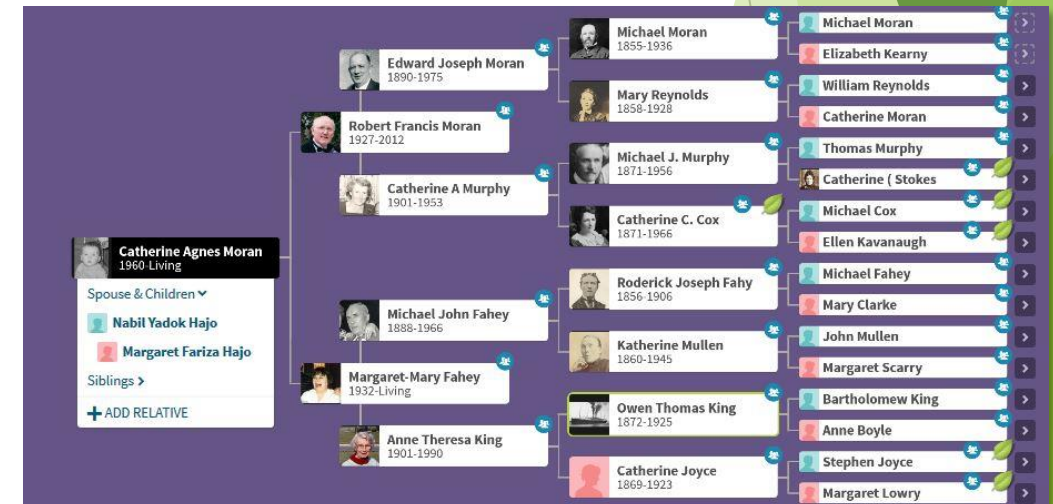 Catherine Agnes Moran
1960-Living
Spouse & Children
Nabil Yadok Hajo
Margaret Fariza Hajo
Siblings
ADD RELATIVE
Robert Francis Moran
1927-2012
Margaret-Mary Fahey
1932-Living
Edward Joseph Moran
1890-1975
Catherine A Murphy
1901-1953
Michael John Fahey
1888-1966
Anne Theresa King
1901-1990
Michael Moran
1855-1936
Mary Reynolds
1858-1928
Michael J. Murphy
1871-1956
Catherine C. Cox
1871-1966
Roderick Joseph Fahy
1856-1906
Katherine Mullen
1860-1945
Owen Thomas King
1872-1925
Catherine Joyce
1869-1923
Michael Moran
Elizabeth Kearny
William Reynolds
Catherine Moran
Thomas Murphy
Catherine ( Stokes
Michael Cox
Ellen Kavanaugh
Michael Fahey
Mary Clarke
John Mullen
Margaret Scarry
Bartholomew King
Anne Boyle
Stephen Joyce
Margaret Lowry